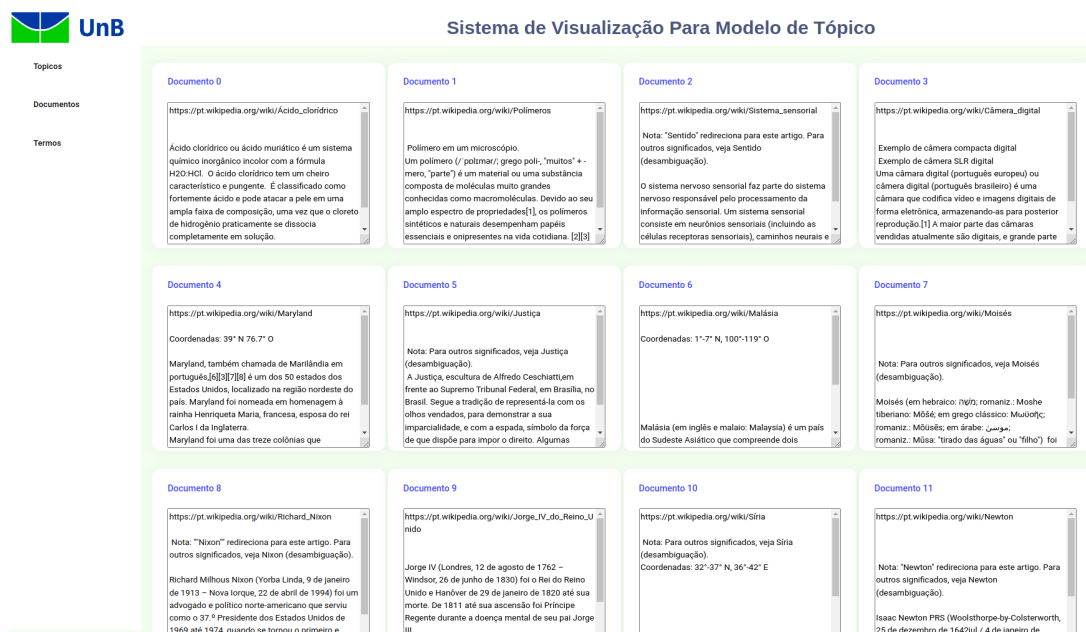 UnB
Sistema de Visualização Para Modelo de Tópico
Topicos
Documentos
Termos
Documento 0
https://pt.wikipedia.org/wiki/Ácido_clorídrico
Ácido clorídrico ou ácido muriático é um sistema
químico inorgânico incolor com a fórmula
H2O:HCl.  O ácido clorídrico tem um cheiro
característico e pungente.  É classificado como
fortemente ácido e pode atacar a pele em uma
ampla faixa de composição, uma vez que o cloreto
de hidrogênio praticamente se dissocia
completamente em solução.
Documento 1
https://pt.wikipedia.org/wiki/Polímeros
Polímero em um microscópio.
Um polímero (/ˈpɒlɪmər/; grego poli-, "muitos" + -
mero, "parte") é um material ou uma substância
composta de moléculas muito grandes
conhecidas como macromoléculas. Devido ao seu
amplo espectro de propriedades[1], os polímeros
sintéticos e naturais desempenham papéis
essenciais e onipresentes na vida cotidiana. [2][3]
Documento 2
https://pt.wikipedia.org/wiki/Sistema_sensorial
Nota: "Sentido" redireciona para este artigo. Para
outros significados, veja Sentido
(desambiguação).
O sistema nervoso sensorial faz parte do sistema
nervoso responsável pelo processamento da
informação sensorial. Um sistema sensorial
consiste em neurônios sensoriais (incluindo as
células receptoras sensoriais), caminhos neurais e
Documento 3
https://pt.wikipedia.org/wiki/Câmera_digital
Exemplo de câmera compacta digital
Exemplo de câmera SLR digital
Uma câmara digital (português europeu) ou
câmera digital (português brasileiro) é uma
câmara que codifica vídeo e imagens digitais de
forma eletrônica, armazenando-as para posterior
reprodução.[1] A maior parte das câmaras
vendidas atualmente são digitais, e grande parte
Documento 4
https://pt.wikipedia.org/wiki/Maryland
Coordenadas: 39° N 76.7° O
Maryland, também chamada de Marilândia em
português,[6][3][7][8] é um dos 50 estados dos
Estados Unidos, localizado na região nordeste do
país. Maryland foi nomeada em homenagem à
rainha Henriqueta Maria, francesa, esposa do rei
Carlos I da Inglaterra.
Maryland foi uma das treze colônias que
Documento 5
https://pt.wikipedia.org/wiki/Justiça
Nota: Para outros significados, veja Justiça
(desambiguação).
A Justiça, escultura de Alfredo Ceschiatti,em
frente ao Supremo Tribunal Federal, em Brasília, no
Brasil. Segue a tradição de representá-la com os
olhos vendados, para demonstrar a sua
imparcialidade, e com a espada, símbolo da força
de que dispõe para impor o direito. Algumas
Documento 6
https://pt.wikipedia.org/wiki/Malásia
Coordenadas: 1°-7° N, 100°-119° O
Malásia (em inglês e malaio: Malaysia) é um país
do Sudeste Asiático que compreende dois
Documento 7
https://pt.wikipedia.org/wiki/Moisés
Nota: Para outros significados, veja Moisés
(desambiguação).
Moisés (em hebraico: מֹשֶׁה; romaniz.: Moshe
tiberiano: Mōšé; em grego clássico: Μωϋσῆς;
romaniz.: Mōüsēs; em árabe: موسىٰ;
romaniz.: Mūsa: "tirado das águas" ou "filho")  foi
Documento 8
https://pt.wikipedia.org/wiki/Richard_Nixon
Nota: ""Nixon"" redireciona para este artigo. Para
outros significados, veja Nixon (desambiguação).
Richard Milhous Nixon (Yorba Linda, 9 de janeiro
de 1913 – Nova Iorque, 22 de abril de 1994) foi um
advogado e político norte-americano que serviu
como o 37.º Presidente dos Estados Unidos de
1969 até 1974, quando se tornou o primeiro e
Documento 9
https://pt.wikipedia.org/wiki/Jorge_IV_do_Reino_U
nido
Jorge IV (Londres, 12 de agosto de 1762 –
Windsor, 26 de junho de 1830) foi o Rei do Reino
Unido e Hanôver de 29 de janeiro de 1820 até sua
morte. De 1811 até sua ascensão foi Príncipe
Regente durante a doença mental de seu pai Jorge
III.
Documento 10
https://pt.wikipedia.org/wiki/Síria
Nota: Para outros significados, veja Síria
(desambiguação).
Coordenadas: 32°-37° N, 36°-42° E
Documento 11
https://pt.wikipedia.org/wiki/Newton
Nota: "Newton" redireciona para este artigo. Para
outros significados, veja Newton
(desambiguação).
Isaac Newton PRS (Woolsthorpe-by-Colsterworth,
25 de dezembro de 1642jul / 4 de janeiro de